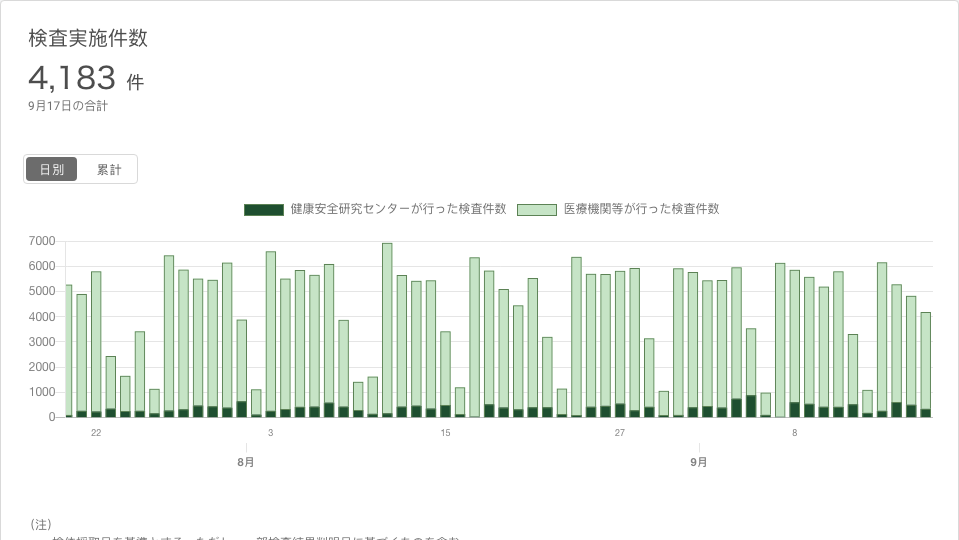 検査実施件数
4,183 件
9月17日の合計
日別 累計
健康安全研究センターが行った検査件数 医療機関等が行った検査件数
7000
6000
5000
4000
3000
2000
1000
0
22 3 15 27 8
8月 9月
(注)